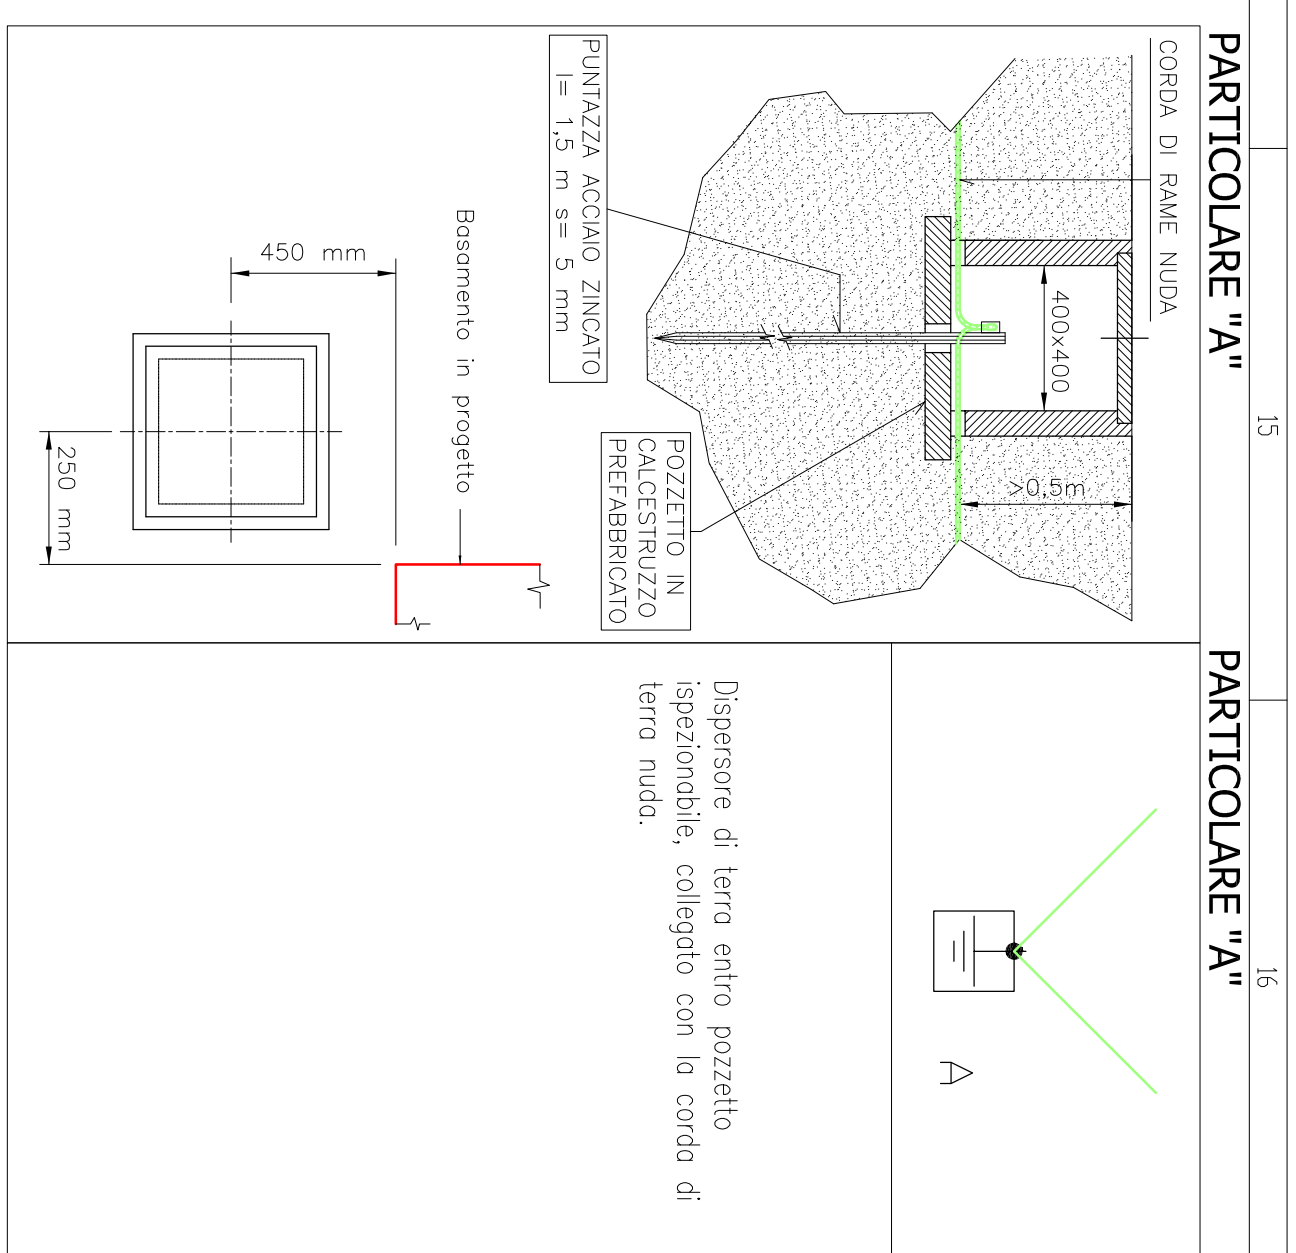 15
16
PARTICOLARE "A"
CORDA DI RAME NUDA
400x400
>0,5m
PUNTAZZA ACCIAIO ZINCATO
l= 1,5 m s= 5 mm
POZZETTO IN
CALCESTRUZZO
PREFABBRICATO
Basamento in progetto
450 mm
250 mm
PARTICOLARE "A"
A
Dispersore di terra entro pozzetto
ispezionabile, collegato con la corda di
terra nuda.